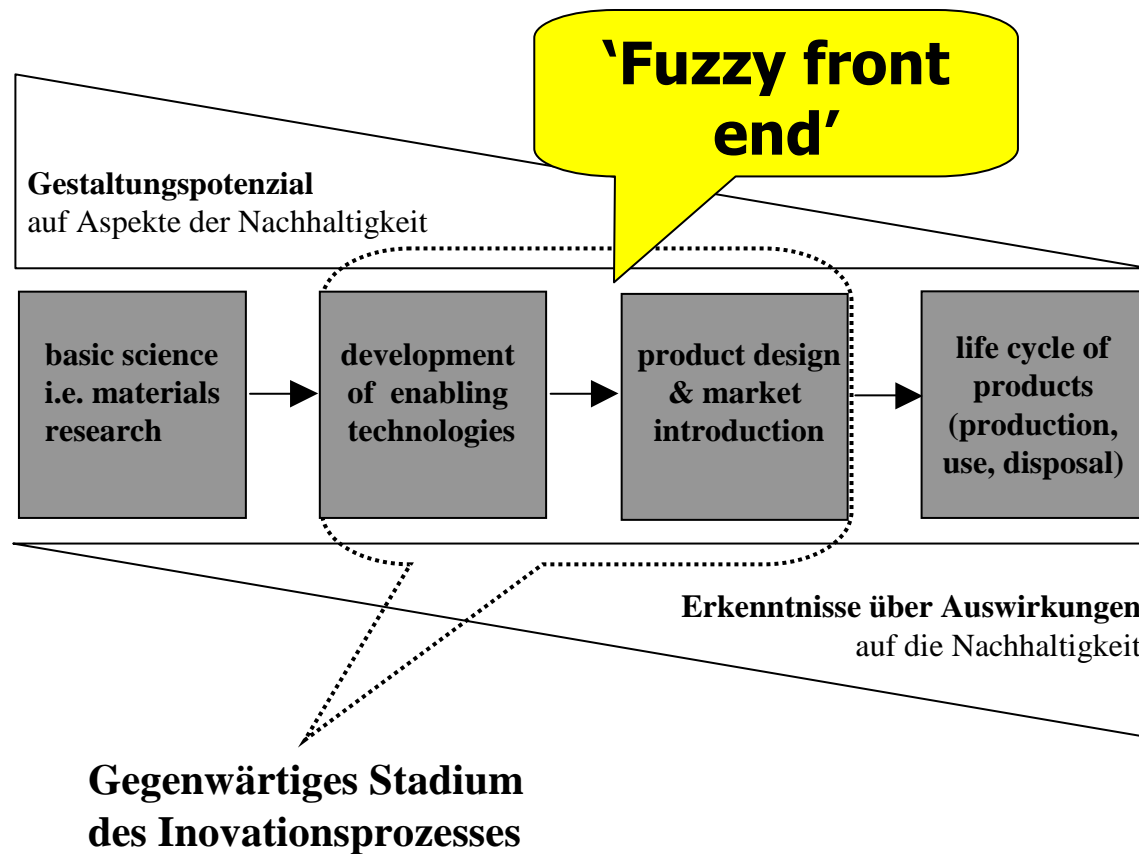 ‘Fuzzy front
end’
Gestaltungspotenzial
auf Aspekte der Nachhaltigkeit
basic science
i.e. materials
research
development
of enabling
technologies
product design
& market
introduction
life cycle of
products
(production,
use, disposal)
Erkenntnisse über Auswirkungen
auf die Nachhaltigkeit
Gegenwärtiges Stadium
des Inovationsprozesses